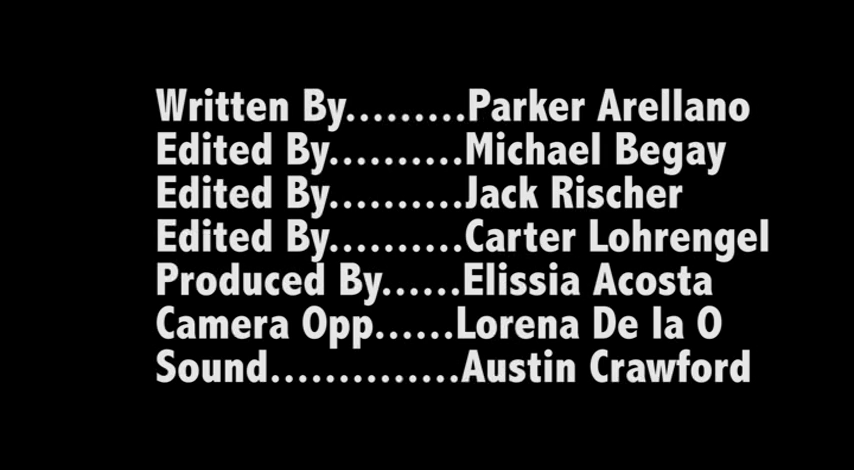 Written By.........Parker Arellano
Edited By..........Michael Begay
Edited By..........Jack Rischer
Edited By..........Carter Lohrengel
Produced By......Elissia Acosta
Camera Opp......Lorena De la O
Sound..............Austin Crawford